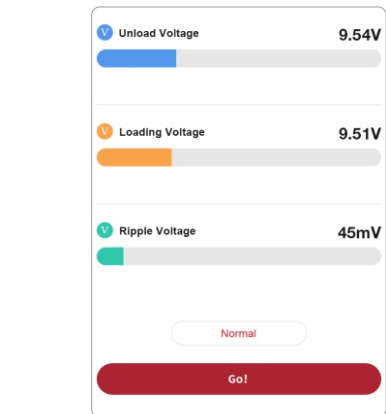 V Unload Voltage 9.54V
V Loading Voltage 9.51V
V Ripple Voltage 45mV
Normal
Go!